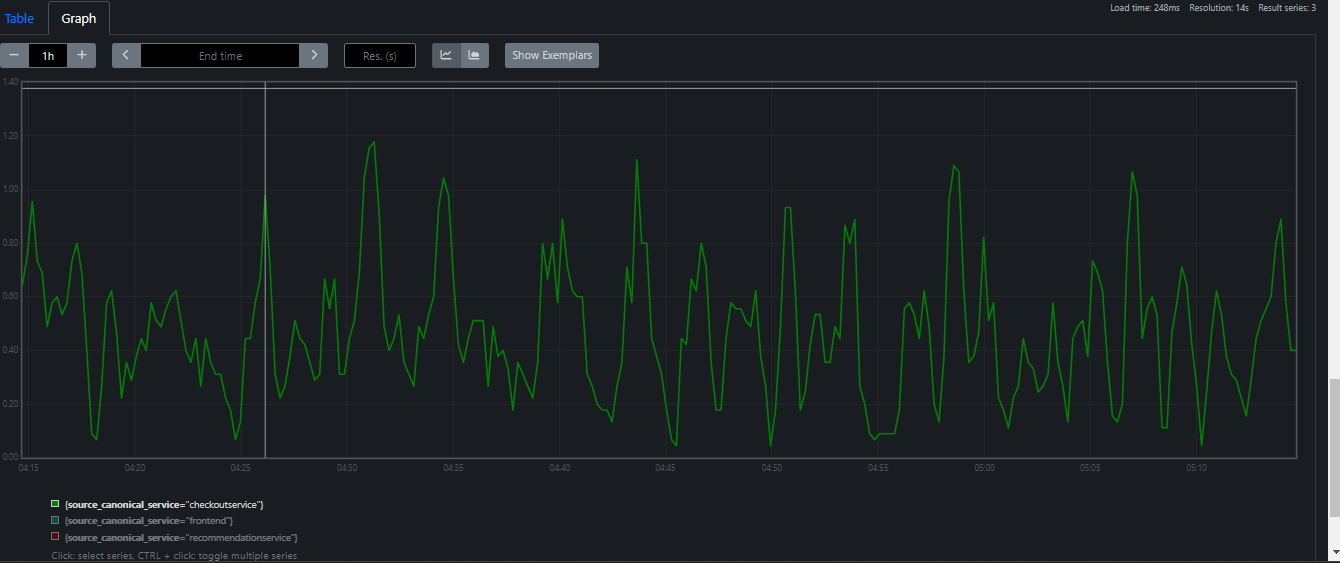 Load time: 248ms Resolution: 14s Result series: 3
Table Graph
− 1h + End time Res. (s) Show Exemplars
1.40
1.20
1.00
0.80
0.60
0.40
0.20
0.00
04:15 04:20 04:25 04:30 04:35 04:40 04:45 04:50 04:55 05:00 05:05 05:10
{source_canonical_service="checkoutservice"}
{source_canonical_service="frontend"}
{source_canonical_service="recommendationservice"}
Click: select series, CTRL + click: toggle multiple series